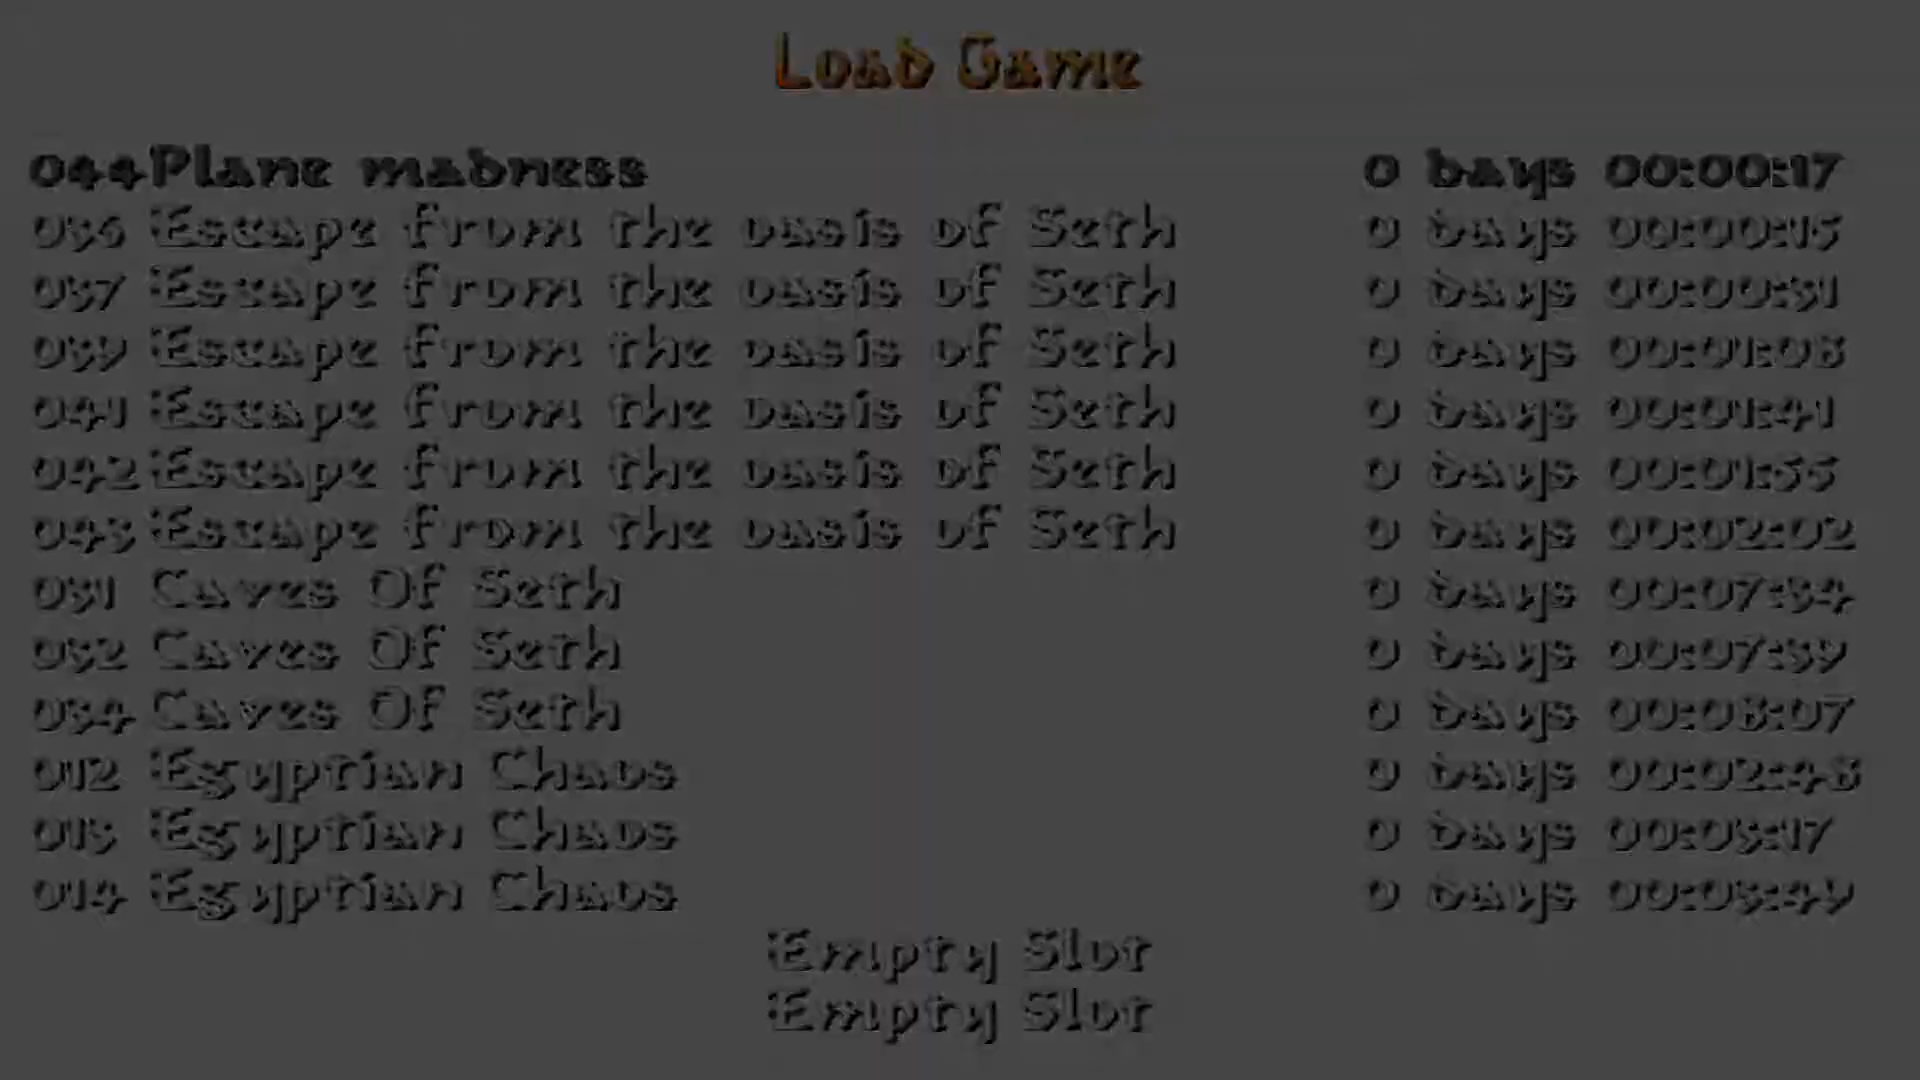 Load Game
044 Plane madness 0 days 00:00:17
036 Escape from the oasis of Seth 0 days 00:00:15
037 Escape from the oasis of Seth 0 days 00:00:31
039 Escape from the oasis of Seth 0 days 00:01:08
041 Escape from the oasis of Seth 0 days 00:01:41
042 Escape from the oasis of Seth 0 days 00:01:55
043 Escape from the oasis of Seth 0 days 00:02:02
031 Caves Of Seth 0 days 00:07:34
032 Caves Of Seth 0 days 00:07:39
034 Caves Of Seth 0 days 00:08:07
012 Egyptian Chaos 0 days 00:02:48
013 Egyptian Chaos 0 days 00:03:17
014 Egyptian Chaos 0 days 00:03:49
Empty Slot
Empty Slot